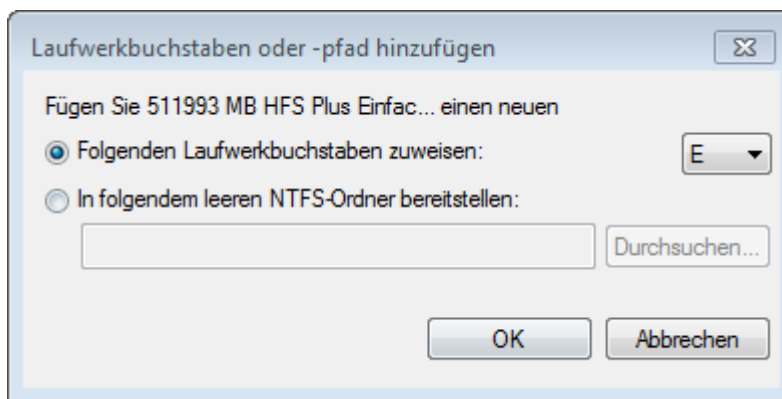 Laufwerkbuchstaben oder -pfad hinzufügen
Fügen Sie 511993 MB HFS Plus Einfac... einen neuen
Folgenden Laufwerkbuchstaben zuweisen:
E
In folgendem leeren NTFS-Ordner bereitstellen:
Durchsuchen...
OK
Abbrechen